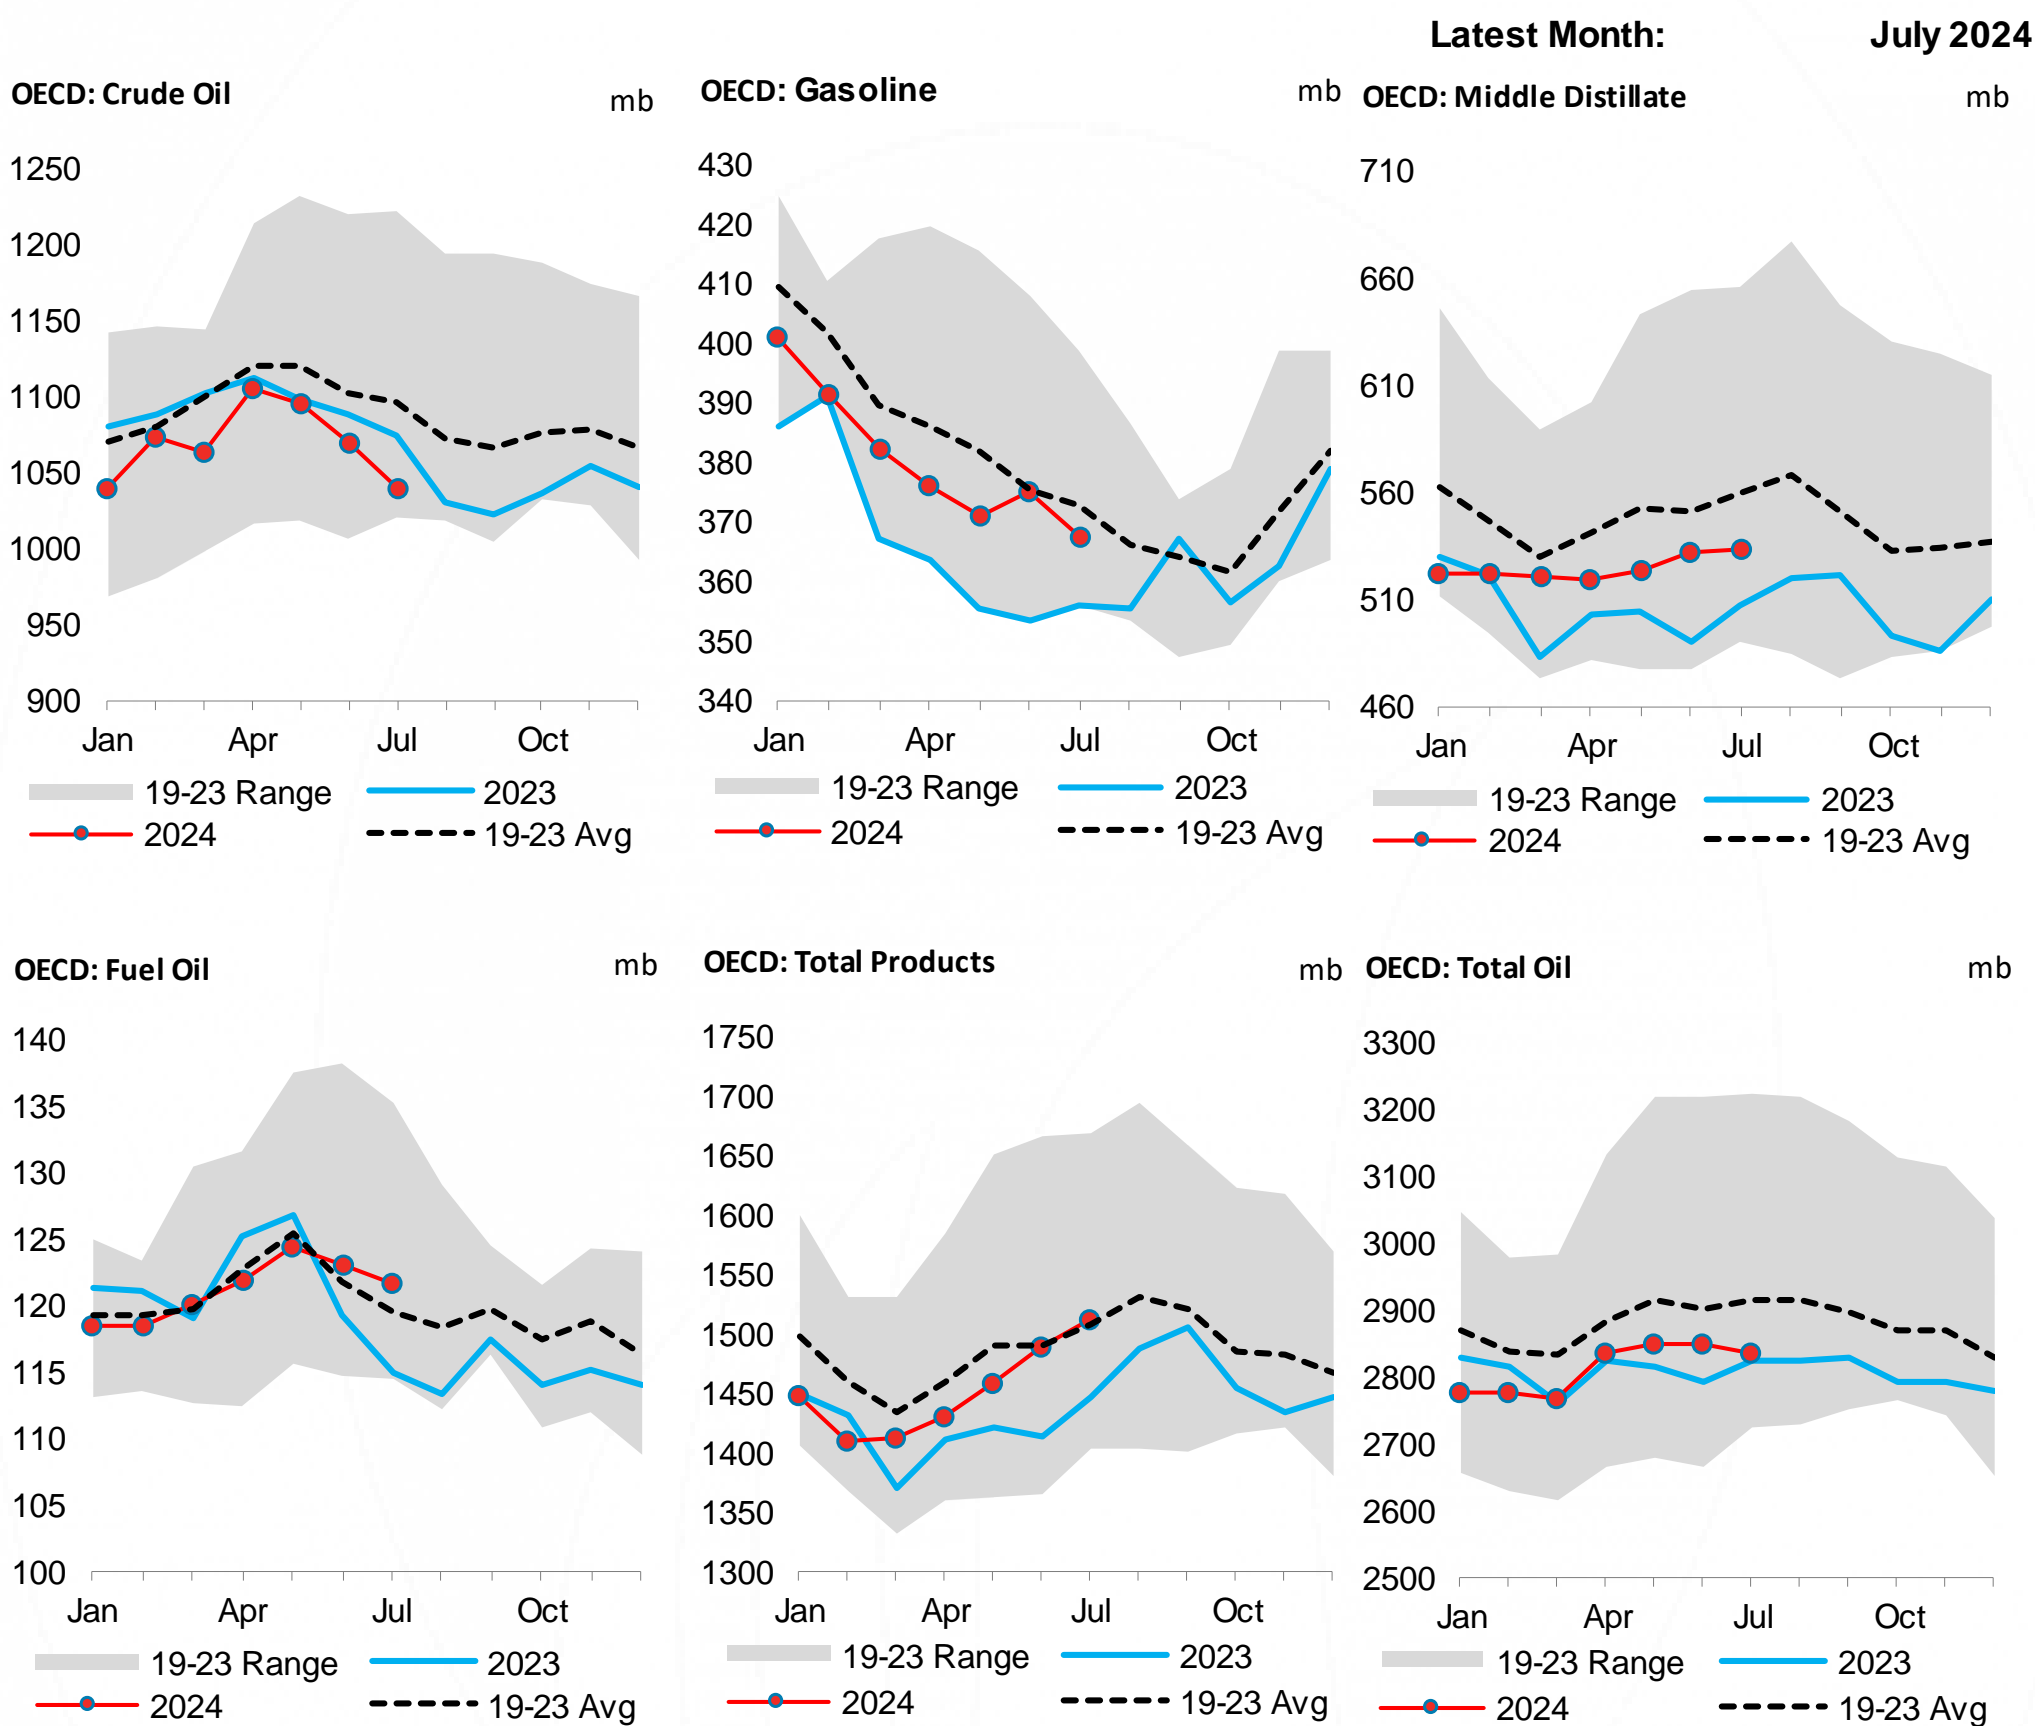 Latest Month: July 2024
OECD: Crude Oil mb
1250
1200
1150
1100
1050
1000
950
900
Jan Apr Jul Oct
19-23 Range 2023
2024 19-23 Avg
OECD: Gasoline mb
430
420
410
400
390
380
370
360
350
340
Jan Apr Jul Oct
19-23 Range 2023
2024 19-23 Avg
OECD: Middle Distillate mb
710
660
610
560
510
460
Jan Apr Jul Oct
19-23 Range 2023
2024 19-23 Avg
OECD: Fuel Oil mb
140
135
130
125
120
115
110
105
100
Jan Apr Jul Oct
19-23 Range 2023
2024 19-23 Avg
OECD: Total Products mb
1750
1700
1650
1600
1550
1500
1450
1400
1350
1300
Jan Apr Jul Oct
19-23 Range 2023
2024 19-23 Avg
OECD: Total Oil mb
3300
3200
3100
3000
2900
2800
2700
2600
2500
Jan Apr Jul Oct
19-23 Range 2023
2024 19-23 Avg